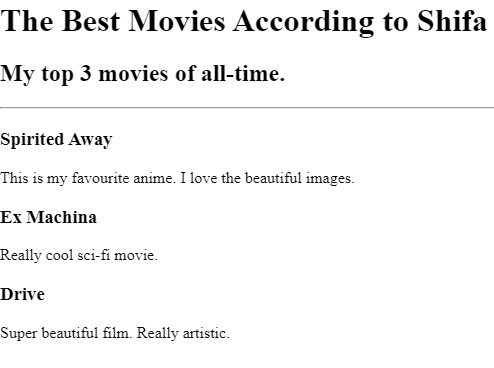 The Best Movies According to Shifa
My top 3 movies of all-time.
Spirited Away
This is my favourite anime. I love the beautiful images.
Ex Machina
Really cool sci-fi movie.
Drive
Super beautiful film. Really artistic.